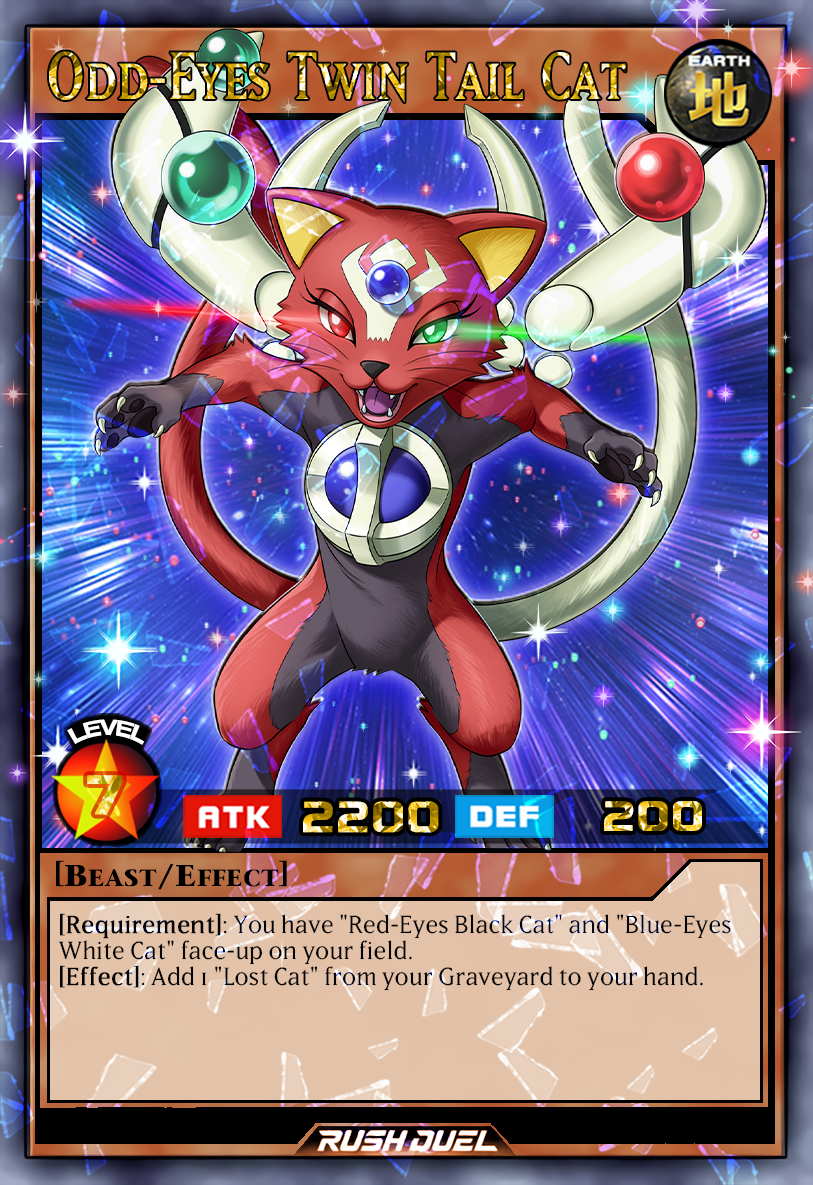 Odd-Eyes Twin Tail Cat
EARTH
地
LEVEL
7
ATK 2200 DEF 200
[Beast/Effect]
[Requirement]: You have "Red-Eyes Black Cat" and "Blue-Eyes
White Cat" face-up on your field.
[Effect]: Add 1 "Lost Cat" from your Graveyard to your hand.
RUSH DUEL